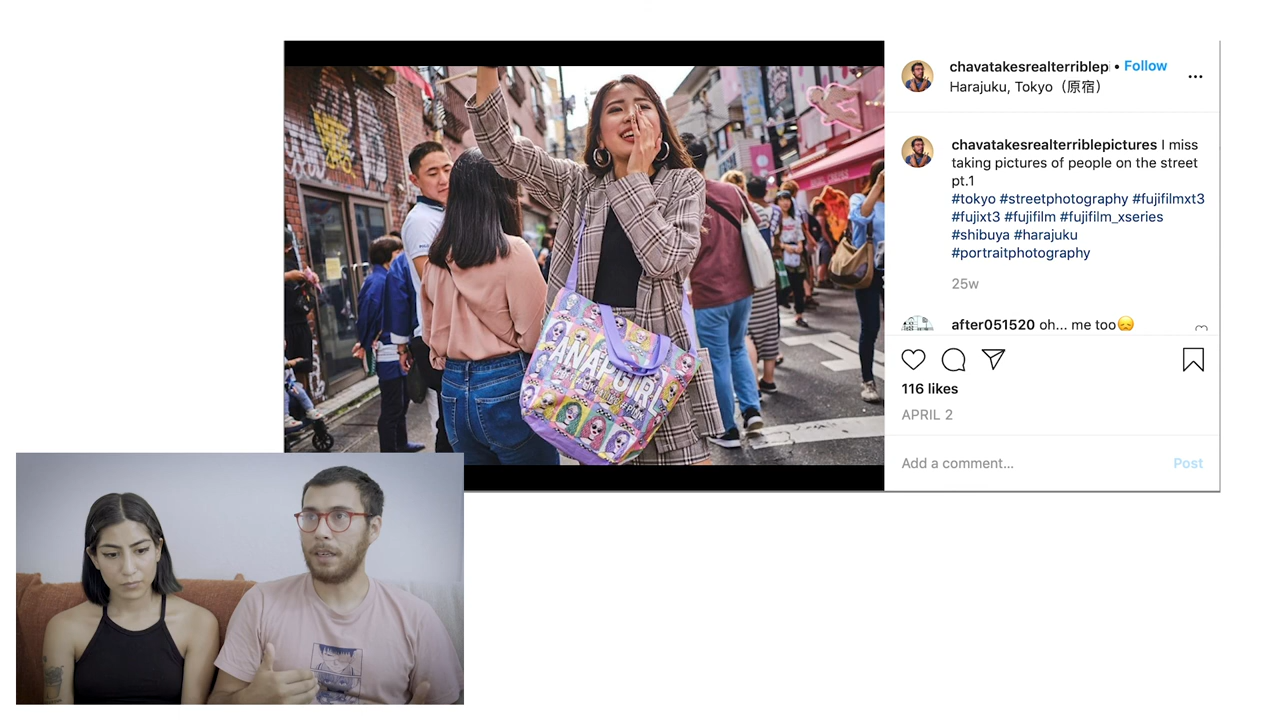 chavatakesrealterriblep • Follow
Harajuku, Tokyo (原宿)
chavatakesrealterriblepictures I miss
taking pictures of people on the street
pt.1
#tokyo #streetphotography #fujifilmxt3
#fujixt3 #fujifilm #fujifilm_xseries
#shibuya #harajuku
#portraitphotography
25w
after051520 oh... me too😞
116 likes
APRIL 2
Add a comment... Post
ANAPGIRL